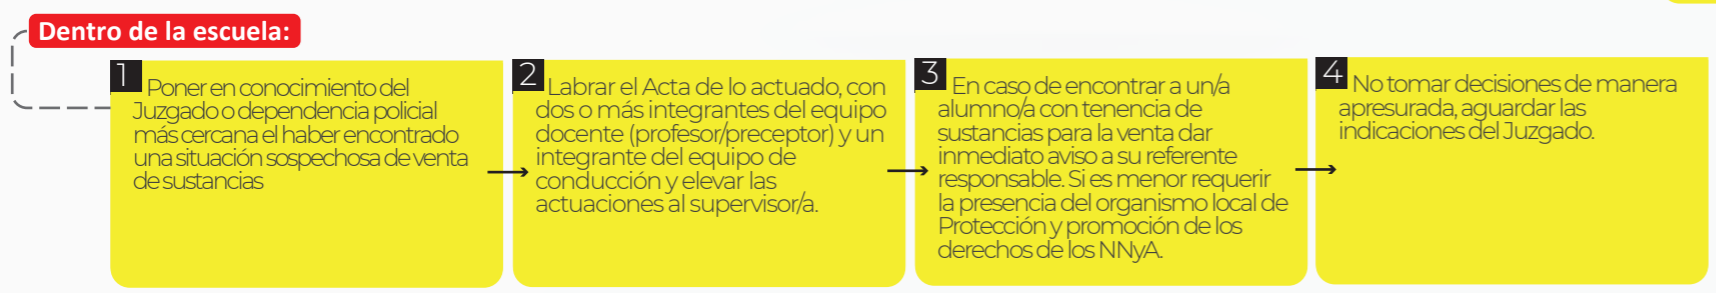 Dentro de la escuela:
1 Poner en conocimiento del
Juzgado o dependencia policial
más cercana el haber encontrado
una situación sospechosa de venta
de sustancias
2 Labrar el Acta de lo actuado, con
dos o más integrantes del equipo
docente (profesor/preceptor) y un
integrante del equipo de
conducción y elevar las
actuaciones al supervisor/a.
3 En caso de encontrar a un/a
alumno/a con tenencia de
sustancias para la venta dar
inmediato aviso a su referente
responsable. Si es menor requerir
la presencia del organismo local de
Protección y promoción de los
derechos de los NNyA.
4 No tomar decisiones de manera
apresurada, aguardar las
indicaciones del Juzgado.